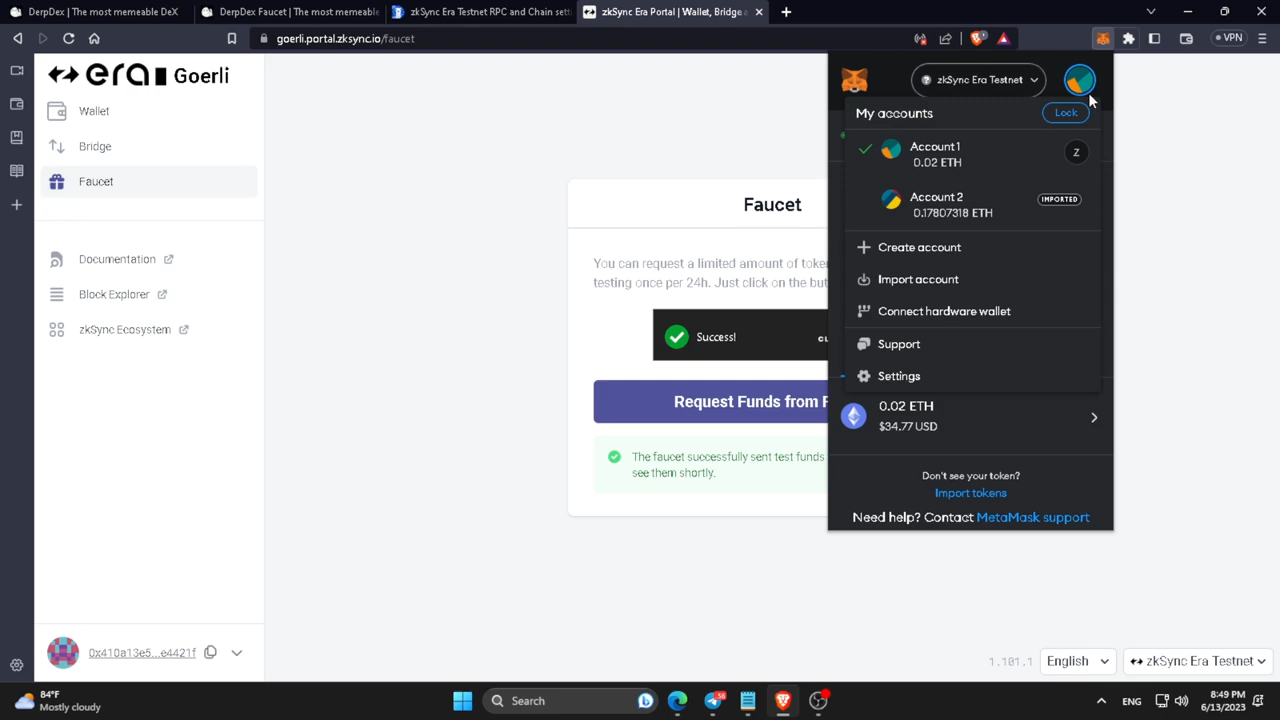 DerpDex | The most memeable DeX
DerpDex Faucet | The most memeable
zkSync Era Testnet RPC and Chain sett
zkSync Era Portal | Wallet, Bridge a
goerli.portal.zksync.io/faucet
VPN
era Goerli
Wallet
Bridge
Faucet
Documentation
Block Explorer
zkSync Ecosystem
0x410a13e5...e4421f
Faucet
You can request a limited amount of token
testing once per 24h. Just click on the but
Success!
CL
Request Funds from F
The faucet successfully sent test funds
see them shortly.
zkSync Era Testnet
My accounts
Lock
Account 1
0.02 ETH
Z
Account 2
0.17807318 ETH
IMPORTED
Create account
Import account
Connect hardware wallet
Support
Settings
0.02 ETH
$34.77 USD
Don't see your token?
Import tokens
Need help? Contact MetaMask support
1.101.1
English
zkSync Era Testnet
84°F
Mostly cloudy
Search
56
ENG
8:49 PM
6/13/2023